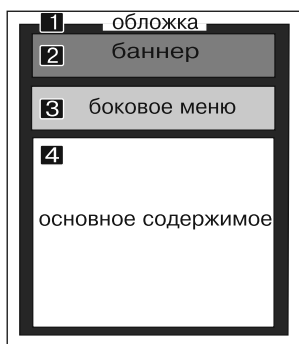 1 обложка
2 баннер
3 боковое меню
4
основное содержимое